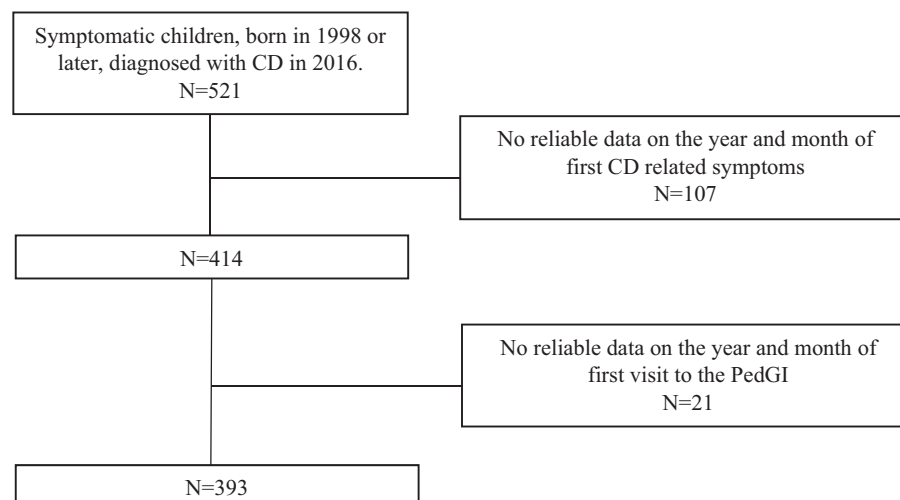 Symptomatic children, born in 1998 or
later, diagnosed with CD in 2016.
N=521
No reliable data on the year and month of
first CD related symptoms
N=107
N=414
No reliable data on the year and month of
first visit to the PedGI
N=21
N=393